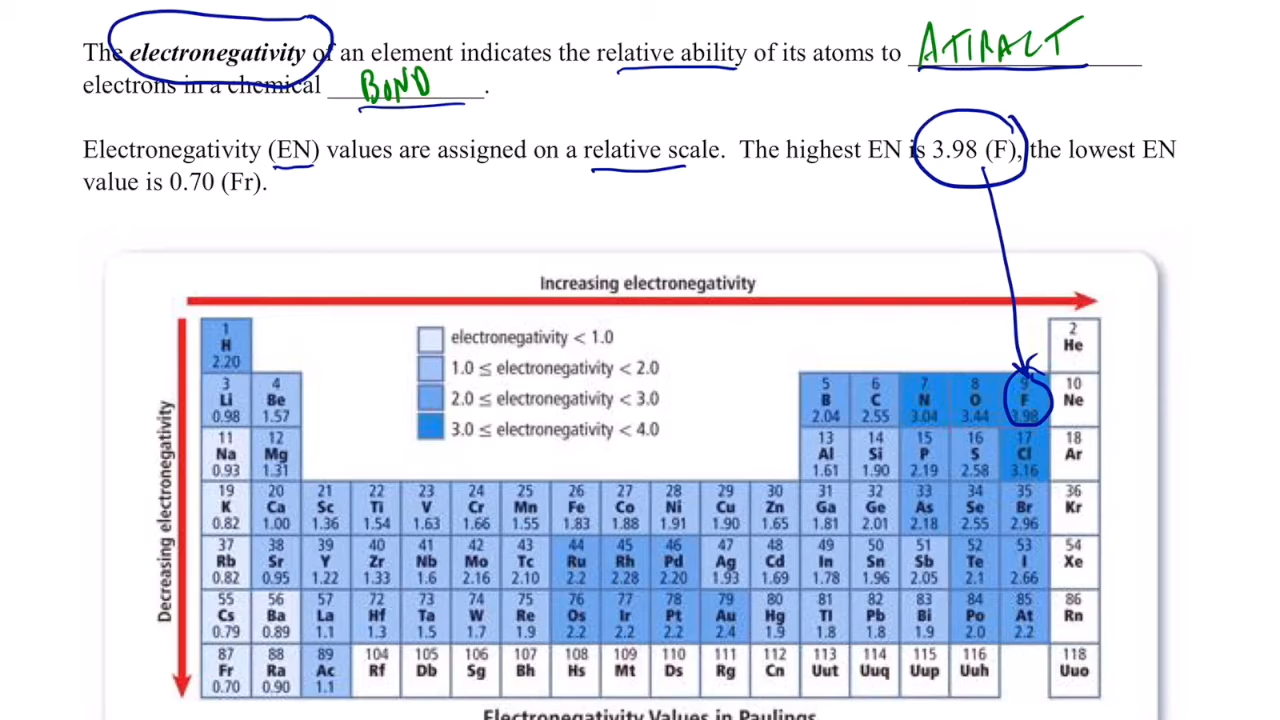 The electronegativity of an element indicates the relative ability of its atoms to ATTRACT
electrons in a chemical BOND.
Electronegativity (EN) values are assigned on a relative scale. The highest EN is 3.98 (F), the lowest EN
value is 0.70 (Fr).
Increasing electronegativity
Decreasing electronegativity
electronegativity < 1.0
1.0 ≤ electronegativity < 2.0
2.0 ≤ electronegativity < 3.0
3.0 ≤ electronegativity < 4.0
1 2
H He
2.20
3 4 5 6 7 8 9 10
Li Be B C N O F Ne
0.98 1.57 2.04 2.55 3.04 3.44 3.98
11 12 13 14 15 16 17 18
Na Mg Al Si P S Cl Ar
0.93 1.31 1.61 1.90 2.19 2.58 3.16
19 20 21 22 23 24 25 26 27 28 29 30 31 32 33 34 35 36
K Ca Sc Ti V Cr Mn Fe Co Ni Cu Zn Ga Ge As Se Br Kr
0.82 1.00 1.36 1.54 1.63 1.66 1.55 1.83 1.88 1.91 1.90 1.65 1.81 2.01 2.18 2.55 2.96
37 38 39 40 41 42 43 44 45 46 47 48 49 50 51 52 53 54
Rb Sr Y Zr Nb Mo Tc Ru Rh Pd Ag Cd In Sn Sb Te I Xe
0.82 0.95 1.22 1.33 1.6 2.16 2.10 2.2 2.28 2.20 1.93 1.69 1.78 1.96 2.05 2.1 2.66
55 56 57 72 73 74 75 76 77 78 79 80 81 82 83 84 85 86
Cs Ba La Hf Ta W Re Os Ir Pt Au Hg Tl Pb Bi Po At Rn
0.79 0.89 1.1 1.3 1.5 1.7 1.9 2.2 2.2 2.2 2.4 1.9 1.8 1.8 1.9 2.0 2.2
87 88 89 104 105 106 107 108 109 110 111 112 113 114 115 116 118
Fr Ra Ac Rf Db Sg Bh Hs Mt Ds Rg Cn Uut Uuq Uup Uuh Uuo
0.70 0.90 1.1
Electronegativity Values in Paulings